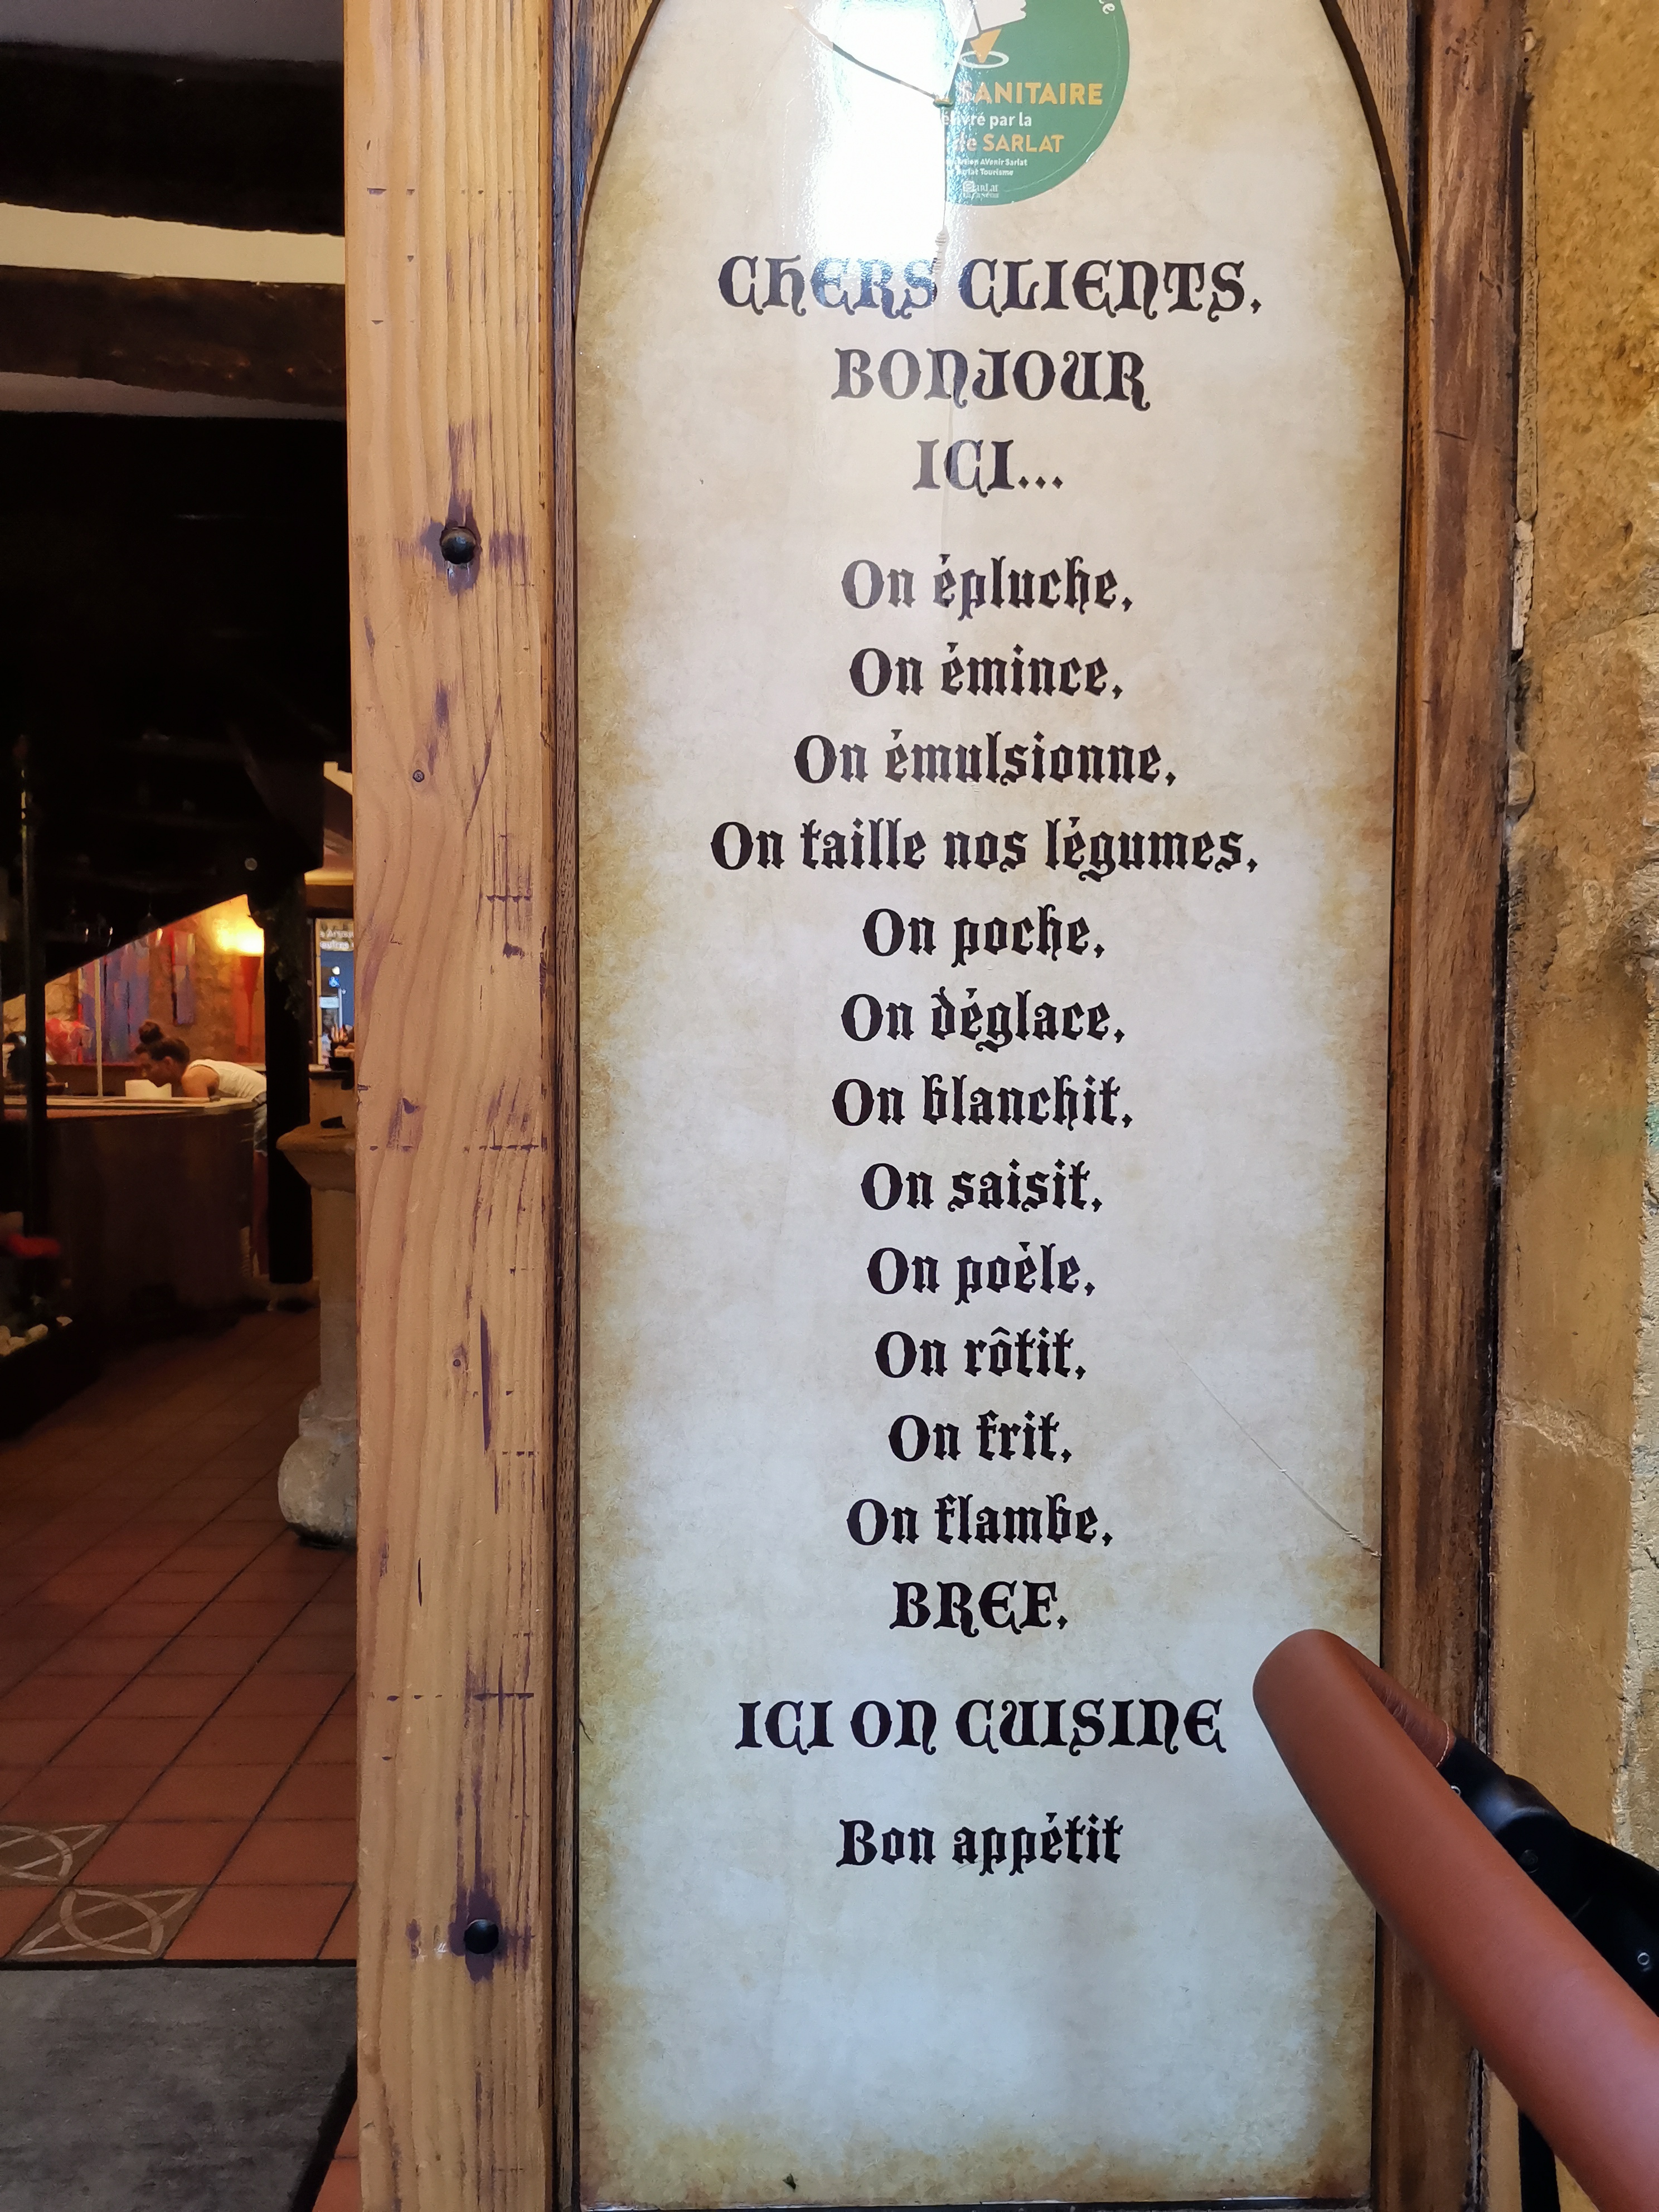 SANITAIRE
par la
de SARLAT
CHERS CLIENTS,
BONJOUR
ICI...
On épluche,
On émince,
On émulsionne,
On taille nos légumes,
On poche,
On déglace,
On blanchit,
On saisit,
On poèle,
On rôtit,
On frit,
On flambe,
BREF,
ICI ON CUISINE
Bon appétit